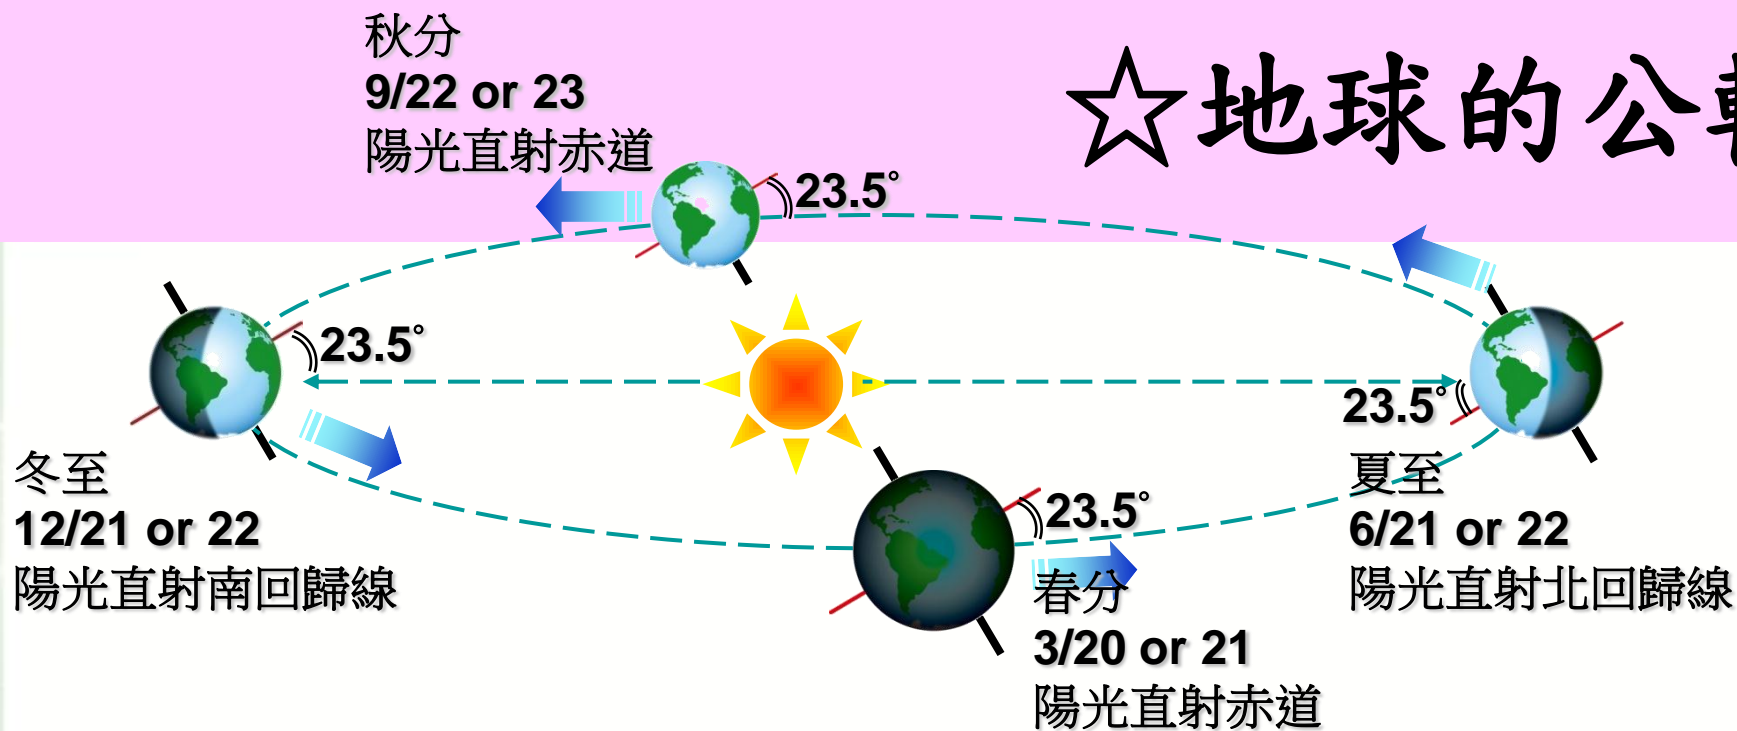 秋分
9/22 or 23
陽光直射赤道
☆地球的公轉
23.5°
23.5°
23.5°
冬至
12/21 or 22
陽光直射南回歸線
夏至
6/21 or 22
陽光直射北回歸線
23.5°
春分
3/20 or 21
陽光直射赤道